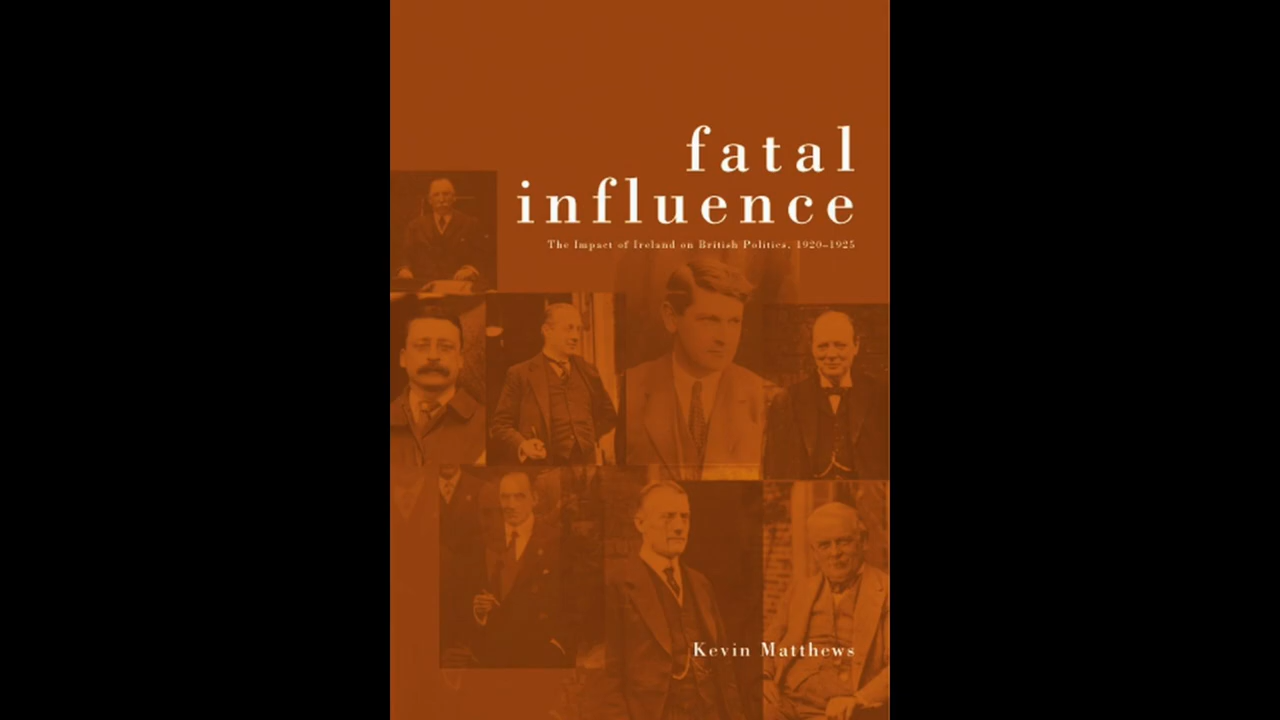 fatal
influence
The Impact of Ireland on British Politics, 1920–1925
Kevin Matthews